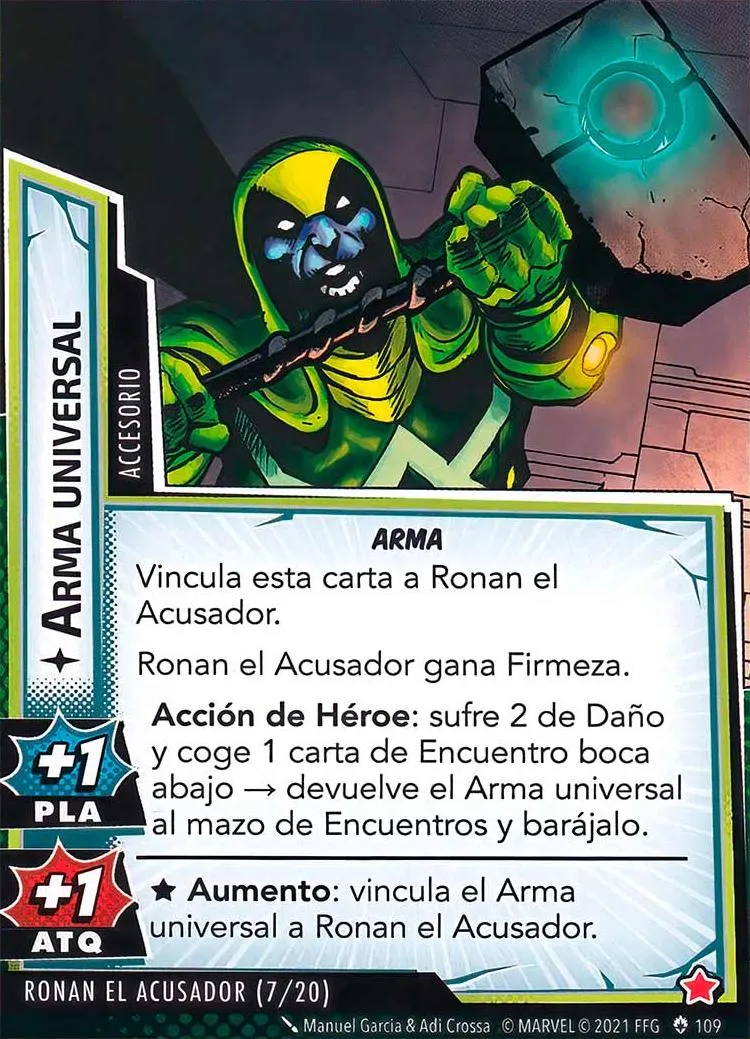 ARMA UNIVERSAL
ACCESORIO
ARMA
Vincula esta carta a Ronan el
Acusador.
Ronan el Acusador gana Firmeza.
Acción de Héroe: sufre 2 de Daño
y coge 1 carta de Encuentro boca
abajo → devuelve el Arma universal
al mazo de Encuentros y barájalo.
+1
PLA
★ Aumento: vincula el Arma
universal a Ronan el Acusador.
+1
ATQ
RONAN EL ACUSADOR (7/20)
Manuel Garcia & Adi Crossa © MARVEL © 2021 FFG 109